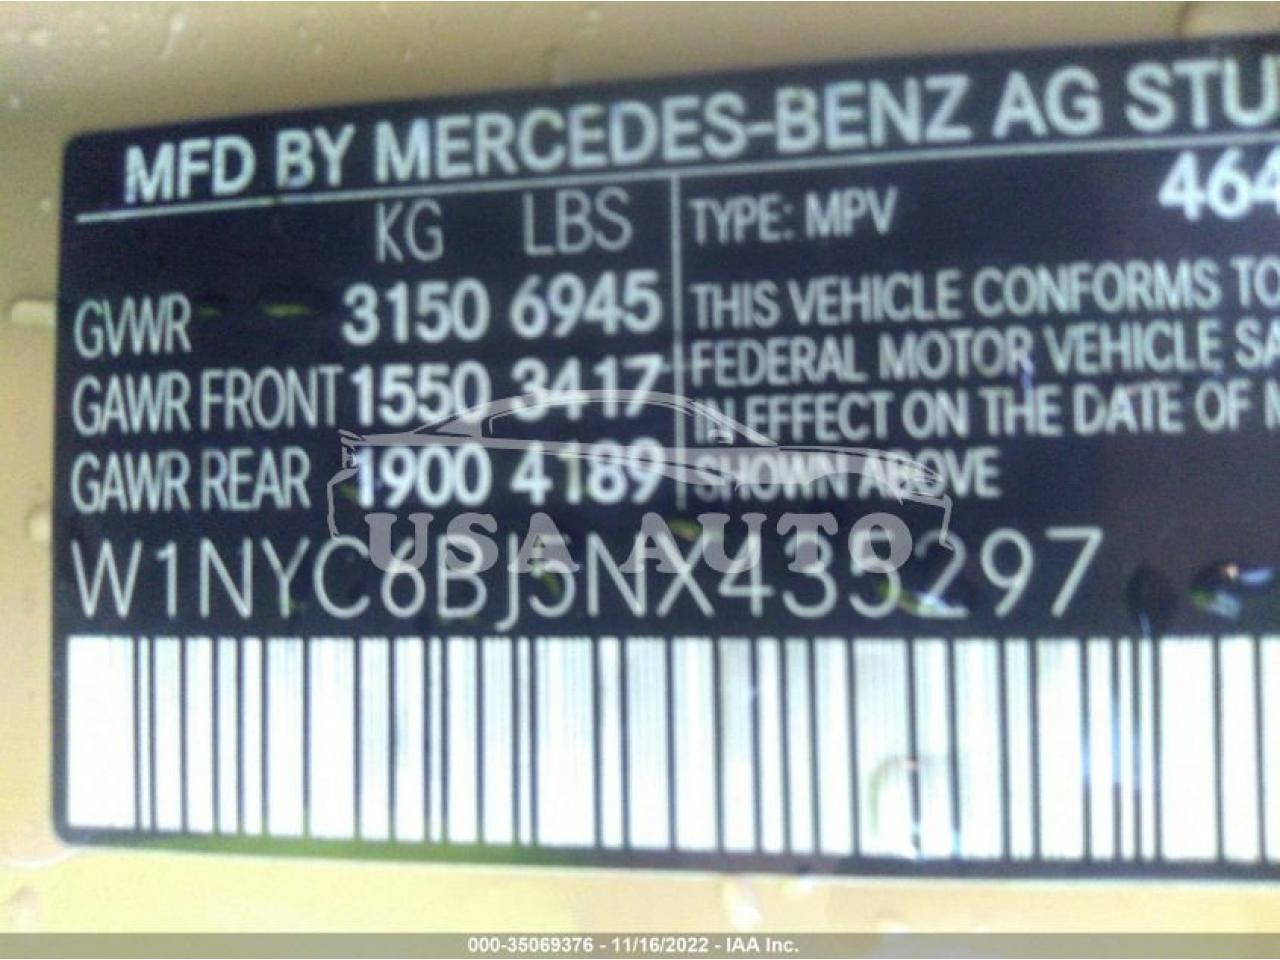 MFD BY MERCEDES-BENZ AG STU
KG LBS
GVWR 3150 6945
GAWR FRONT 1550 3417
GAWR REAR 1900 4189
TYPE: MPV 464
THIS VEHICLE CONFORMS TO
FEDERAL MOTOR VEHICLE SA
IN EFFECT ON THE DATE OF M
SHOWN ABOVE
USA AUTO
W1NYC6BJ5NX435297
000-35069376 - 11/16/2022 - IAA Inc.